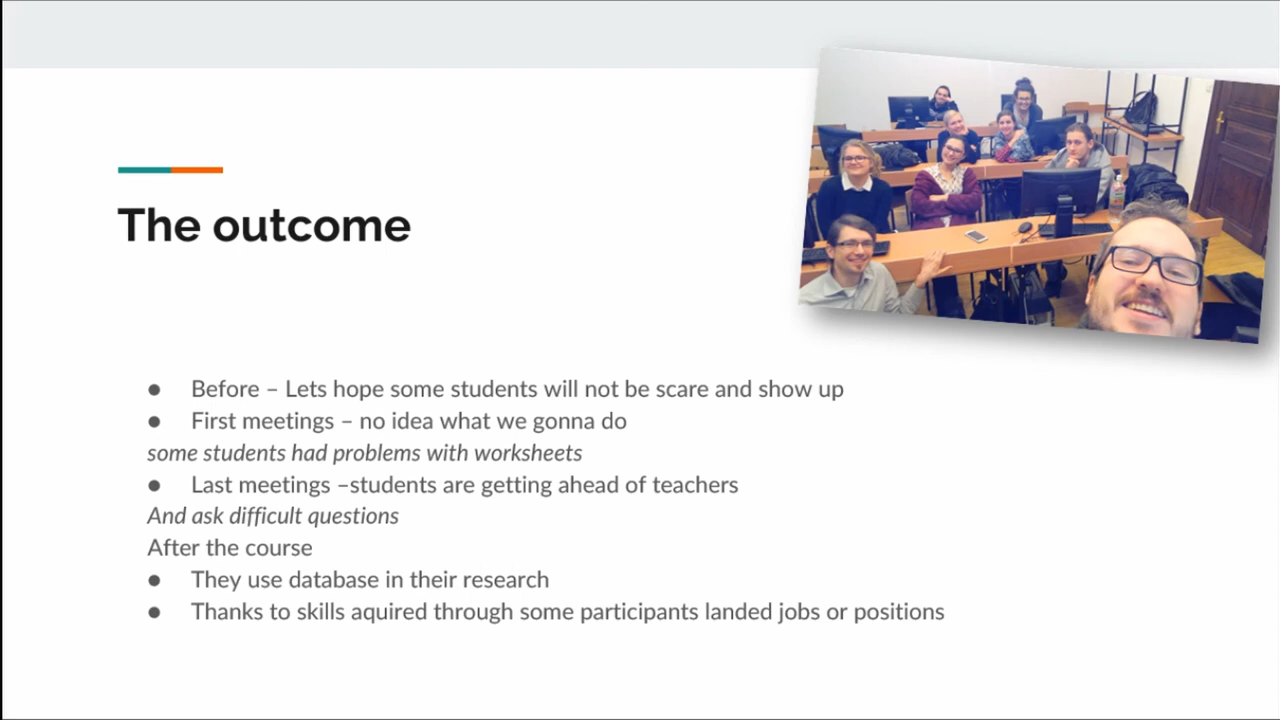 The outcome
● Before – Lets hope some students will not be scare and show up
● First meetings – no idea what we gonna do
some students had problems with worksheets
● Last meetings –students are getting ahead of teachers
And ask difficult questions
After the course
● They use database in their research
● Thanks to skills aquired through some participants landed jobs or positions